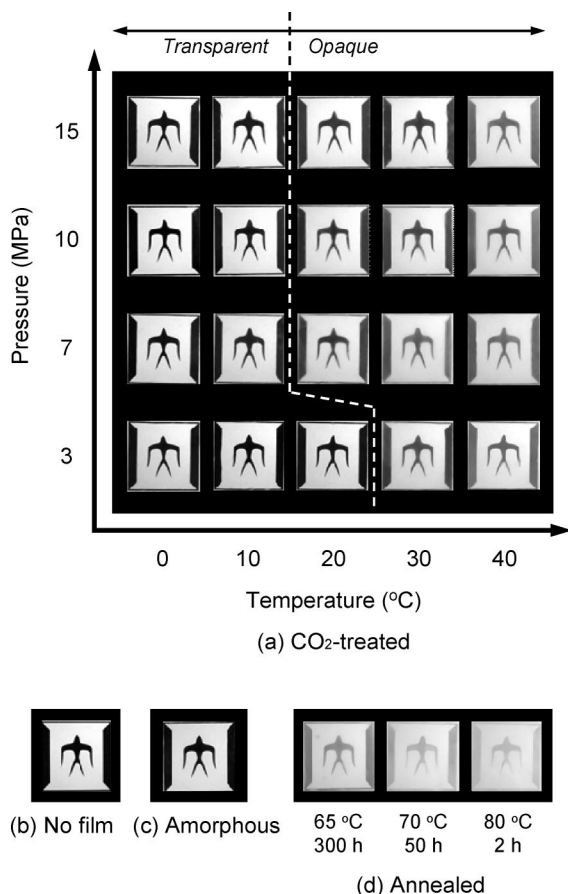 Transparent Opaque
15
10
7
3
Pressure (MPa)
0 10 20 30 40
Temperature (°C)
(a) CO₂-treated
(b) No film (c) Amorphous
65 °C 70 °C 80 °C
300 h 50 h 2 h
(d) Annealed